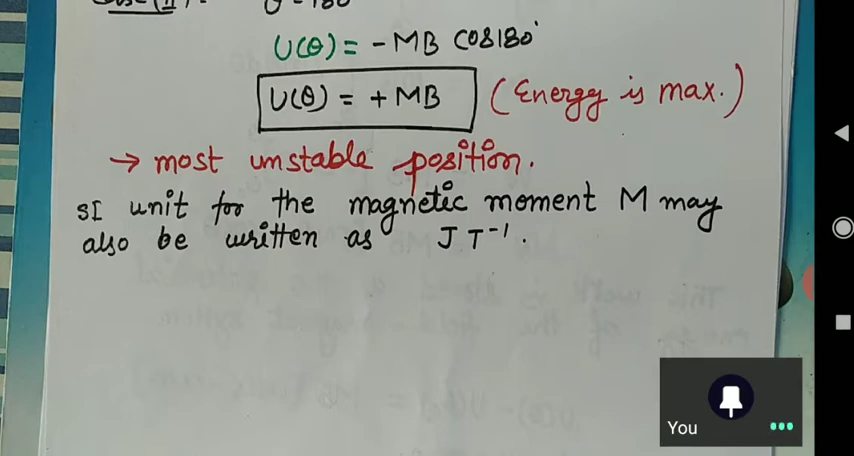 θ = 180
U(θ) = - MB COS180°
U(θ) = + MB (Energy is max.)
→ most unstable position.
SI unit for the magnetic moment M may
also be written as J T⁻¹.
You